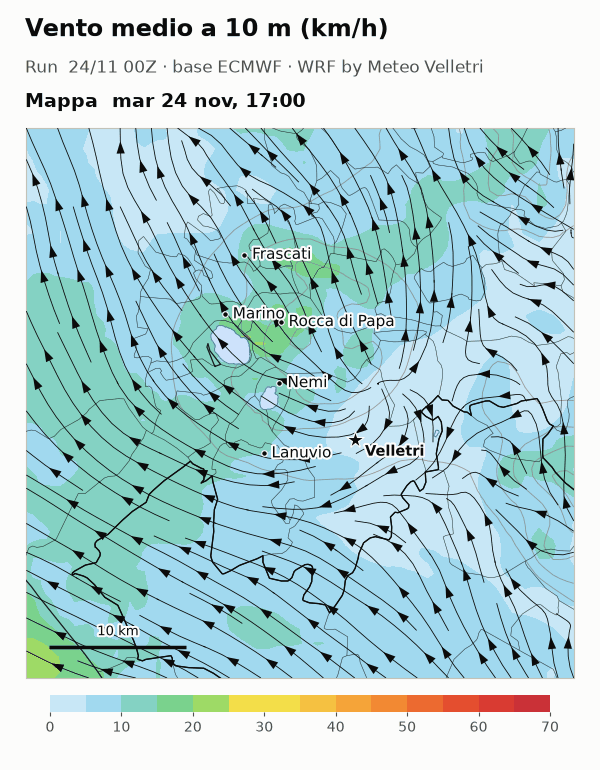 Vento medio a 10 m (km/h)
Run  24/11 00Z · base ECMWF · WRF by Meteo Velletri
Mappa  mar 24 nov, 17:00
Frascati
Marino
Rocca di Papa
Nemi
Velletri
Lanuvio
10 km
0 10 20 30 40 50 60 70